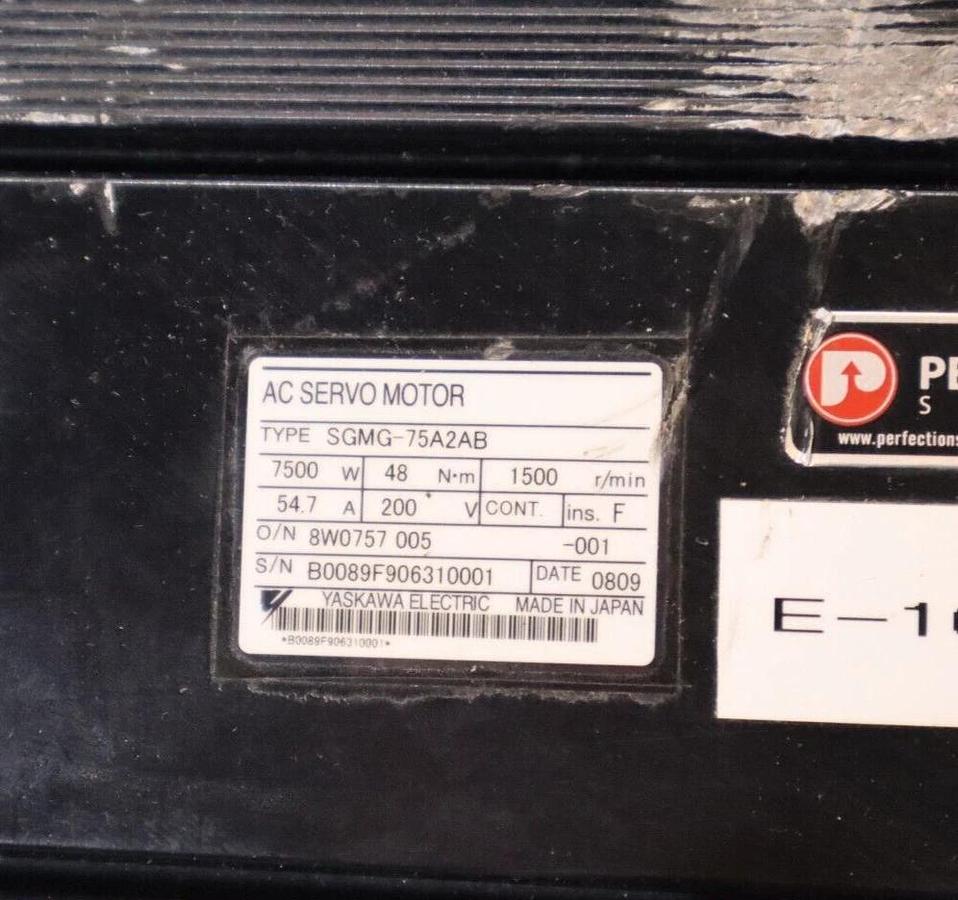 AC SERVO MOTOR
TYPE SGMG-75A2AB
7500 W 48 N·m 1500 r/min
54.7 A 200 V CONT. ins. F
O/N 8W0757 005 -001
S/N B0089F906310001 DATE 0809
YASKAWA ELECTRIC MADE IN JAPAN
*B0089F906310001*
PE
S
www.perfections
E-1